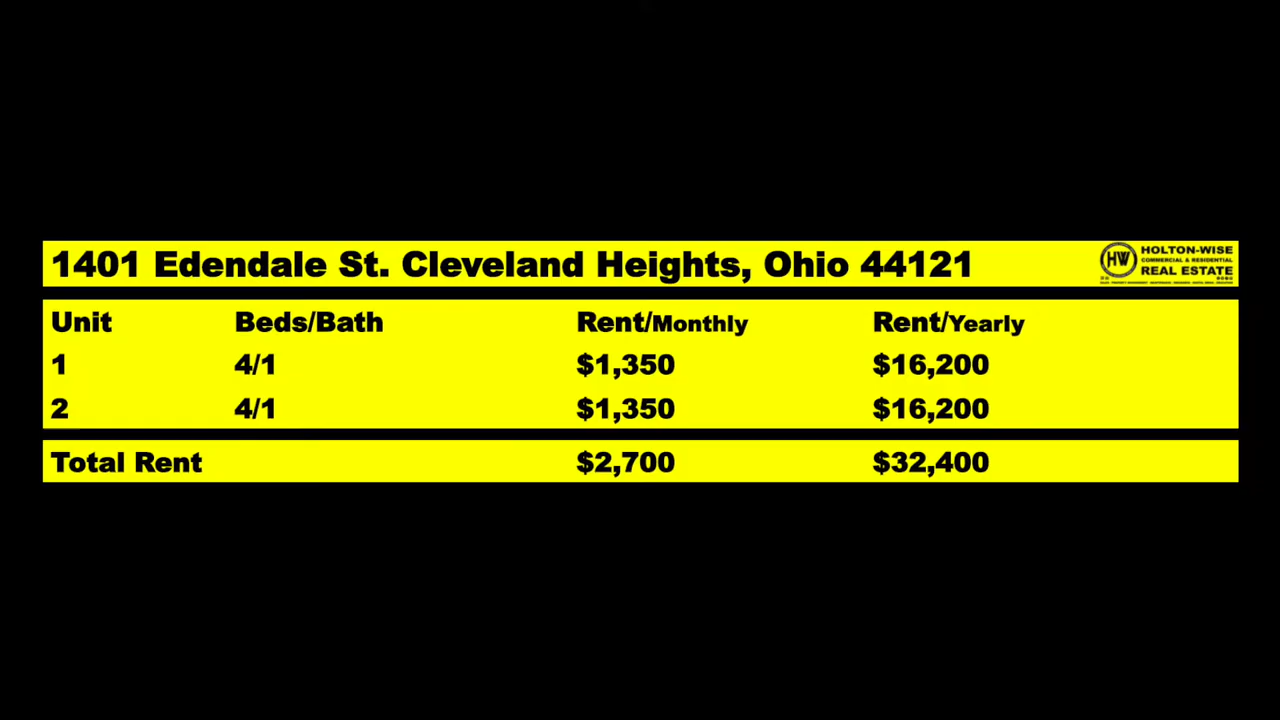 1401 Edendale St. Cleveland Heights, Ohio 44121
HW
HOLTON-WISE
COMMERCIAL & RESIDENTIAL
REAL ESTATE
Unit Beds/Bath Rent/Monthly Rent/Yearly
1 4/1 $1,350 $16,200
2 4/1 $1,350 $16,200
Total Rent $2,700 $32,400